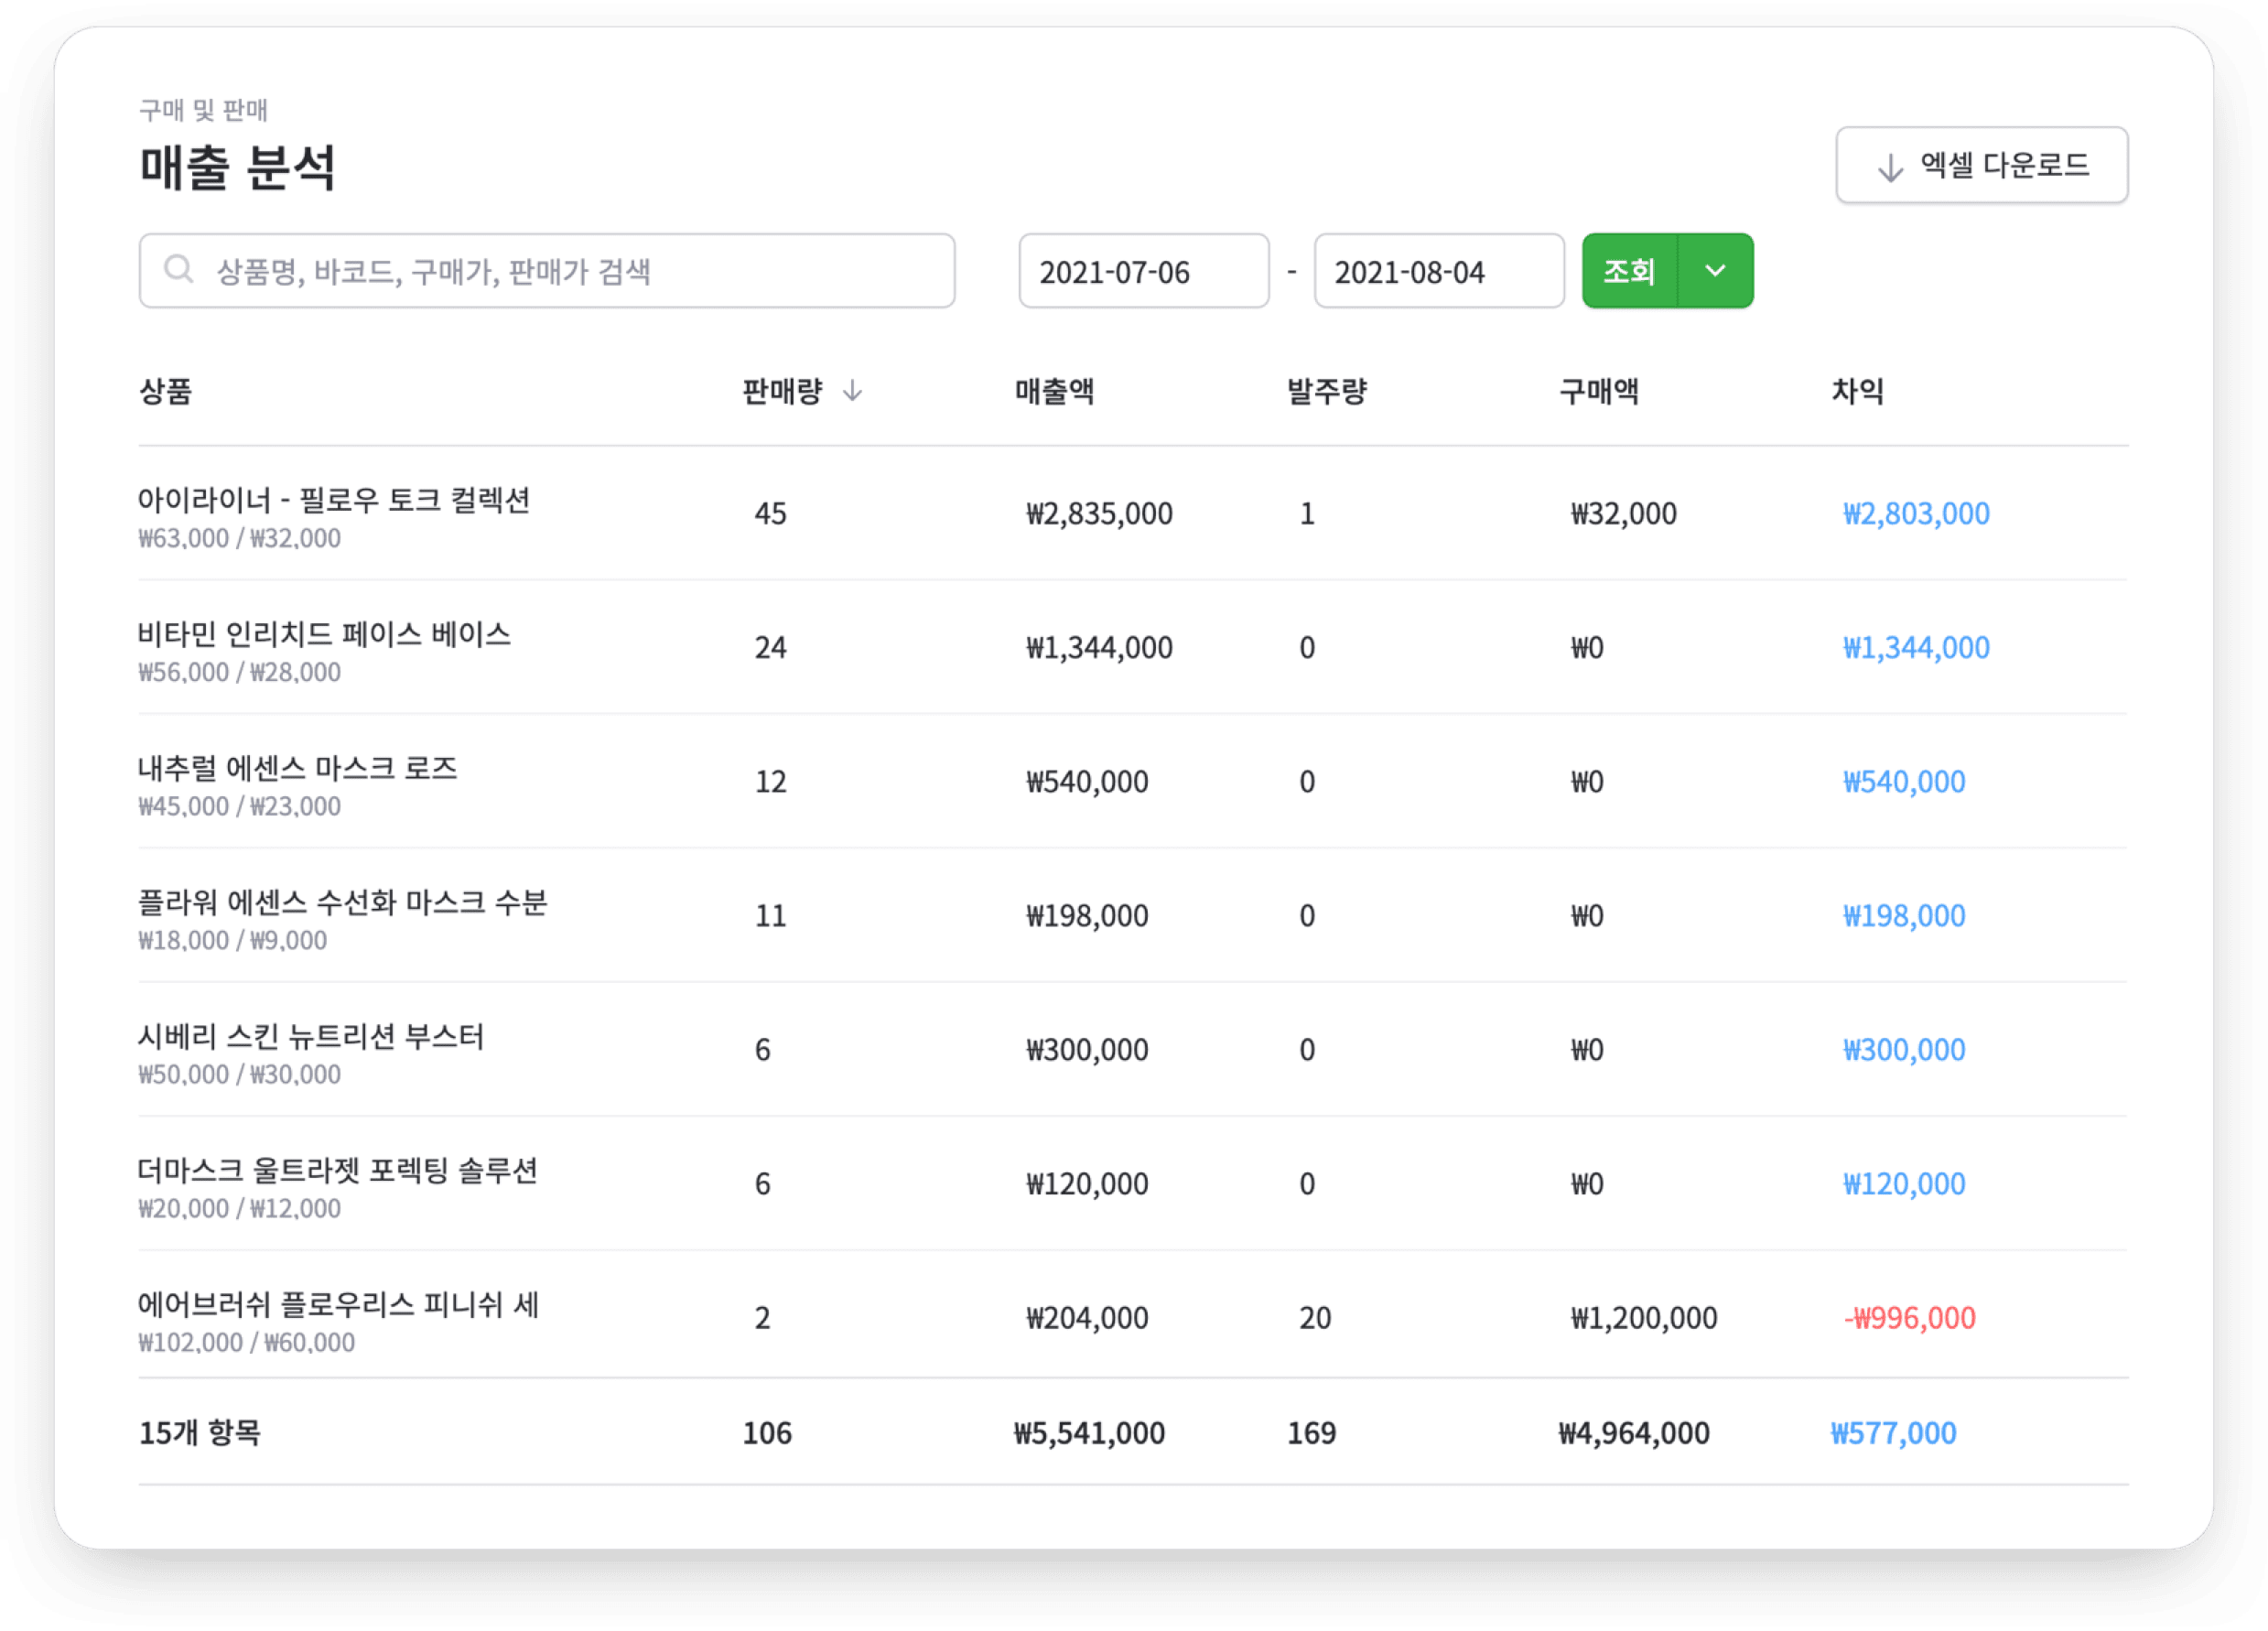 구매 및 판매
매출 분석
엑셀 다운로드
상품명, 바코드, 구매가, 판매가 검색 2021-07-06 - 2021-08-04 조회
상품 판매량 매출액 발주량 구매액 차익
아이라이너 - 필로우 토크 컬렉션
₩63,000 / ₩32,000
45 ₩2,835,000 1 ₩32,000 ₩2,803,000
비타민 인리치드 페이스 베이스
₩56,000 / ₩28,000
24 ₩1,344,000 0 ₩0 ₩1,344,000
내추럴 에센스 마스크 로즈
₩45,000 / ₩23,000
12 ₩540,000 0 ₩0 ₩540,000
플라워 에센스 수선화 마스크 수분
₩18,000 / ₩9,000
11 ₩198,000 0 ₩0 ₩198,000
시베리 스킨 뉴트리션 부스터
₩50,000 / ₩30,000
6 ₩300,000 0 ₩0 ₩300,000
더마스크 울트라젯 포렉팅 솔루션
₩20,000 / ₩12,000
6 ₩120,000 0 ₩0 ₩120,000
에어브러쉬 플로우리스 피니쉬 세
₩102,000 / ₩60,000
2 ₩204,000 20 ₩1,200,000 -₩996,000
15개 항목 106 ₩5,541,000 169 ₩4,964,000 ₩577,000